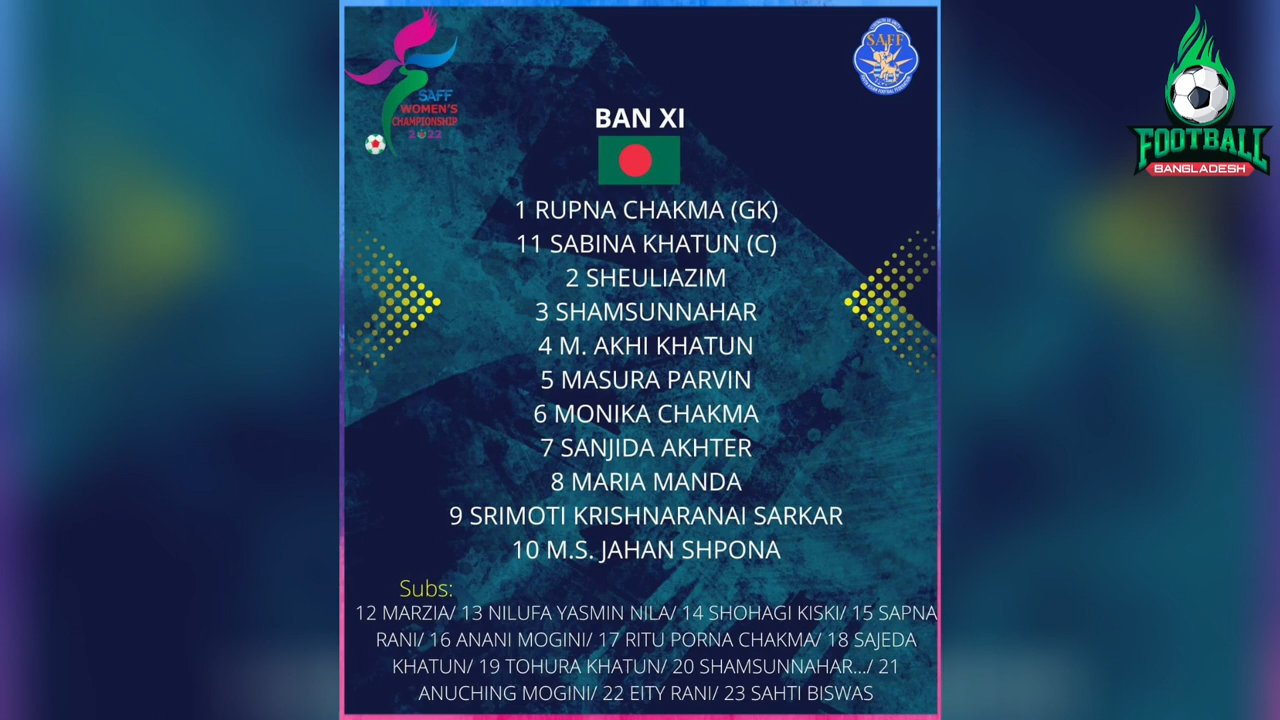 SAFF
WOMEN'S
CHAMPIONSHIP
2022
SAFF
FOOTBALL
BANGLADESH
BAN XI
1 RUPNA CHAKMA (GK)
11 SABINA KHATUN (C)
2 SHEULIAZIM
3 SHAMSUNNAHAR
4 M. AKHI KHATUN
5 MASURA PARVIN
6 MONIKA CHAKMA
7 SANJIDA AKHTER
8 MARIA MANDA
9 SRIMOTI KRISHNARANAI SARKAR
10 M.S. JAHAN SHPONA
Subs:
12 MARZIA/ 13 NILUFA YASMIN NILA/ 14 SHOHAGI KISKI/ 15 SAPNA
RANI/ 16 ANANI MOGINI/ 17 RITU PORNA CHAKMA/ 18 SAJEDA
KHATUN/ 19 TOHURA KHATUN/ 20 SHAMSUNNAHAR.../ 21
ANUCHING MOGINI/ 22 EITY RANI/ 23 SAHTI BISWAS